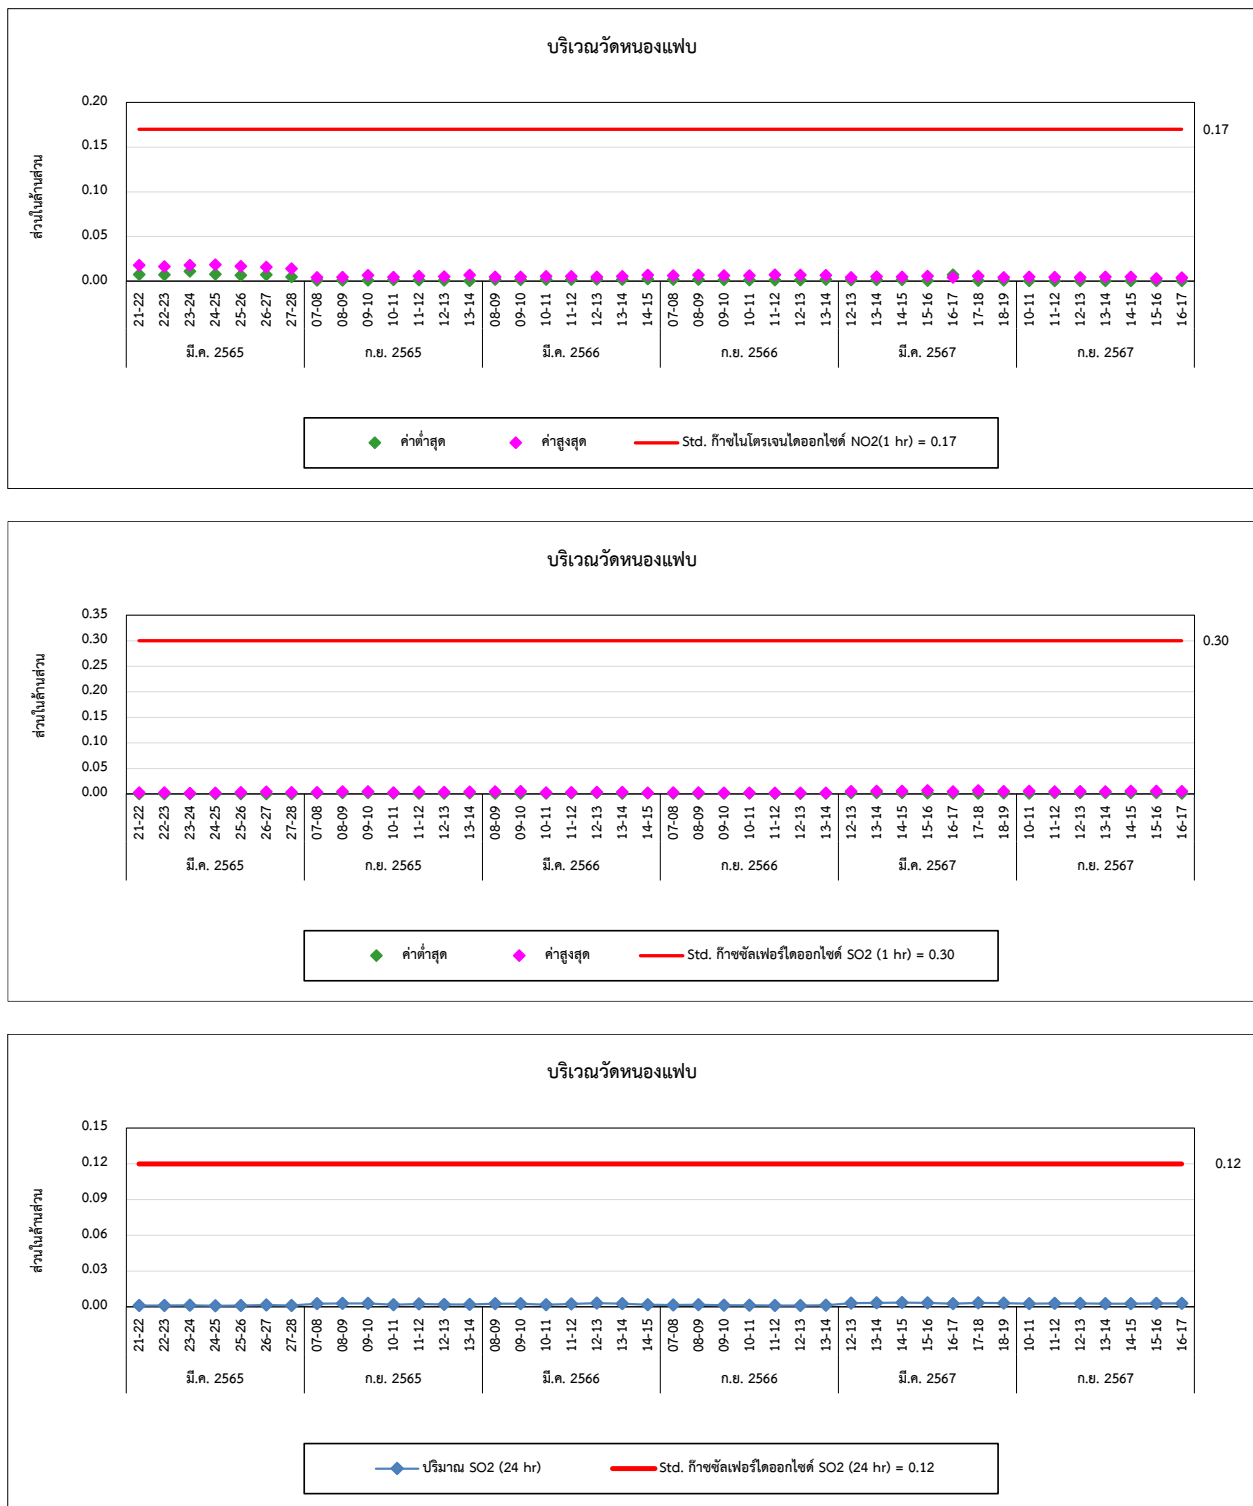 บริเวณวัดหนองแฟบ
ส่วนในล้านส่วน
0.20
0.15
0.10
0.05
0.00
0.17
21-22 22-23 23-24 24-25 25-26 26-27 27-28 07-08 08-09 09-10 10-11 11-12 12-13 13-14 08-09 09-10 10-11 11-12 12-13 13-14 14-15 07-08 08-09 09-10 10-11 11-12 12-13 13-14 12-13 13-14 14-15 15-16 16-17 17-18 18-19 10-11 11-12 12-13 13-14 14-15 15-16 16-17
มี.ค. 2565 ก.ย. 2565 มี.ค. 2566 ก.ย. 2566 มี.ค. 2567 ก.ย. 2567
ค่าต่ำสุด ค่าสูงสุด Std. ก๊าซไนโตรเจนไดออกไซด์ NO2(1 hr) = 0.17
บริเวณวัดหนองแฟบ
ส่วนในล้านส่วน
0.35
0.30
0.25
0.20
0.15
0.10
0.05
0.00
0.30
21-22 22-23 23-24 24-25 25-26 26-27 27-28 07-08 08-09 09-10 10-11 11-12 12-13 13-14 08-09 09-10 10-11 11-12 12-13 13-14 14-15 07-08 08-09 09-10 10-11 11-12 12-13 13-14 12-13 13-14 14-15 15-16 16-17 17-18 18-19 10-11 11-12 12-13 13-14 14-15 15-16 16-17
มี.ค. 2565 ก.ย. 2565 มี.ค. 2566 ก.ย. 2566 มี.ค. 2567 ก.ย. 2567
ค่าต่ำสุด ค่าสูงสุด Std. ก๊าซซัลเฟอร์ไดออกไซด์ SO2 (1 hr) = 0.30
บริเวณวัดหนองแฟบ
ส่วนในล้านส่วน
0.15
0.12
0.09
0.06
0.03
0.00
0.12
21-22 22-23 23-24 24-25 25-26 26-27 27-28 07-08 08-09 09-10 10-11 11-12 12-13 13-14 08-09 09-10 10-11 11-12 12-13 13-14 14-15 07-08 08-09 09-10 10-11 11-12 12-13 13-14 12-13 13-14 14-15 15-16 16-17 17-18 18-19 10-11 11-12 12-13 13-14 14-15 15-16 16-17
มี.ค. 2565 ก.ย. 2565 มี.ค. 2566 ก.ย. 2566 มี.ค. 2567 ก.ย. 2567
ปริมาณ SO2 (24 hr) Std. ก๊าซซัลเฟอร์ไดออกไซด์ SO2 (24 hr) = 0.12